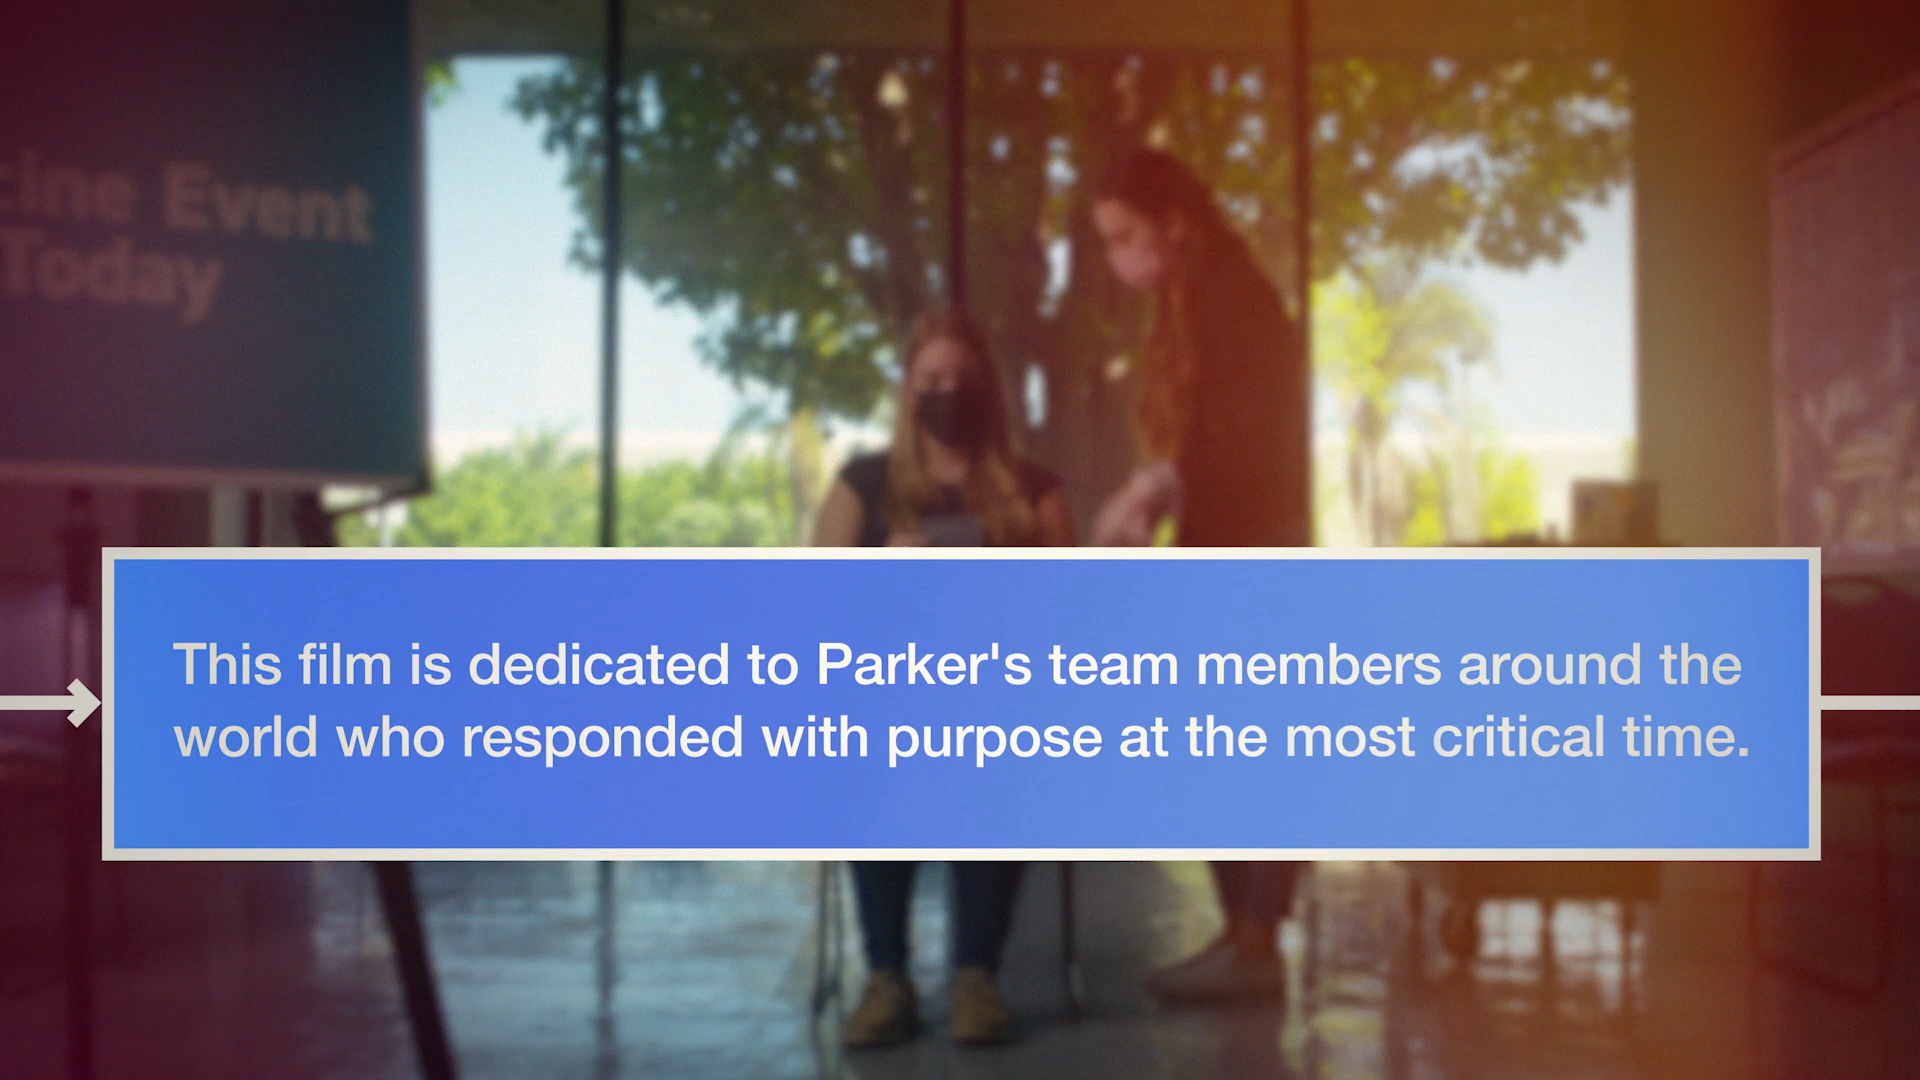 Event
Today
This film is dedicated to Parker's team members around the
world who responded with purpose at the most critical time.